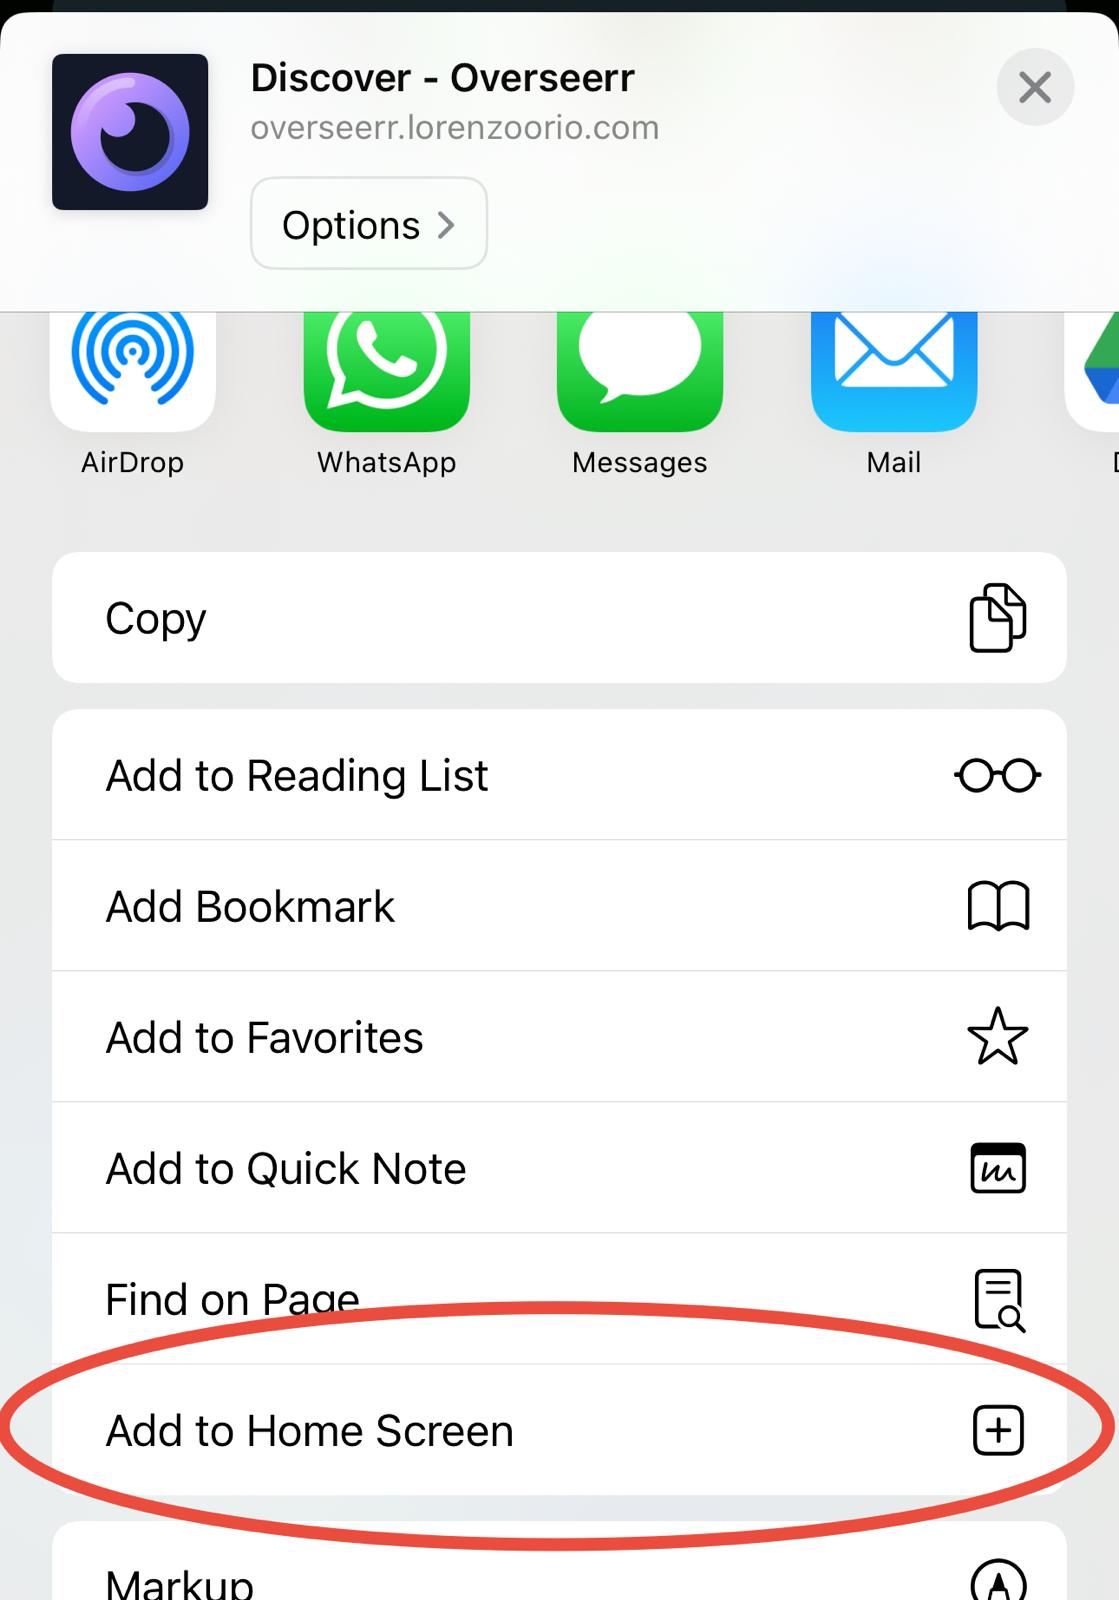 Discover - Overseerr
overseerr.lorenzoorio.com
Options
AirDrop
WhatsApp
Messages
Mail
Copy
Add to Reading List
Add Bookmark
Add to Favorites
Add to Quick Note
Find on Page
Add to Home Screen
Markup